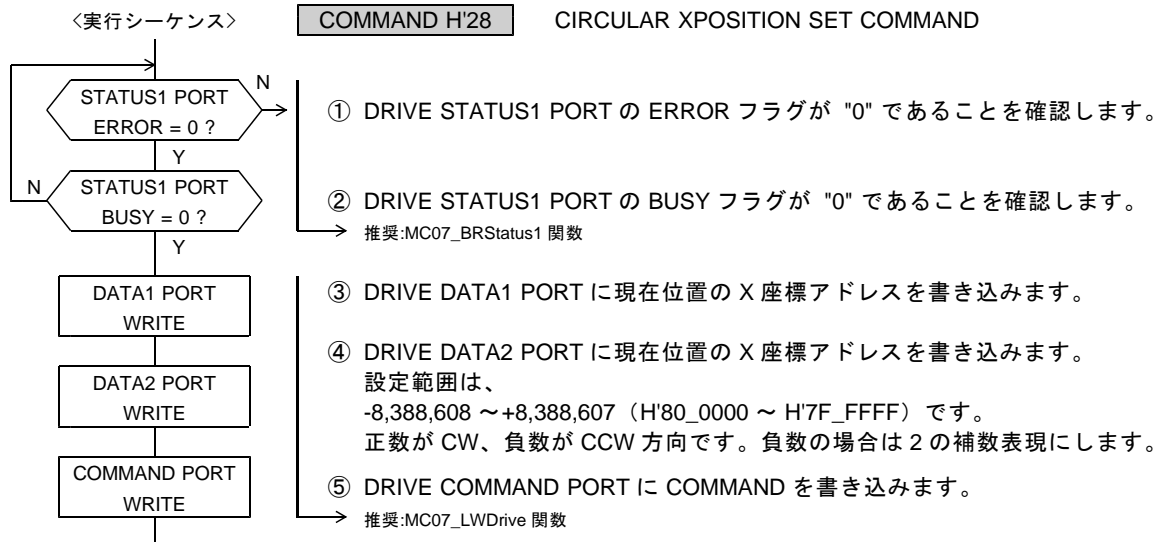 〈実行シーケンス〉
COMMAND H'28 CIRCULAR XPOSITION SET COMMAND
N
STATUS1 PORT
ERROR = 0 ?
① DRIVE STATUS1 PORT の ERROR フラグが "0" であることを確認します。
Y
N
STATUS1 PORT
BUSY = 0 ?
② DRIVE STATUS1 PORT の BUSY フラグが "0" であることを確認します。
推奨:MC07_BRStatus1 関数
Y
DATA1 PORT
WRITE
③ DRIVE DATA1 PORT に現在位置の X 座標アドレスを書き込みます。
DATA2 PORT
WRITE
④ DRIVE DATA2 PORT に現在位置の X 座標アドレスを書き込みます。
設定範囲は、
-8,388,608 ～+8,388,607（H'80_0000 ～ H'7F_FFFF）です。
正数が CW、負数が CCW 方向です。負数の場合は 2 の補数表現にします。
COMMAND PORT
WRITE
⑤ DRIVE COMMAND PORT に COMMAND を書き込みます。
推奨:MC07_LWDrive 関数